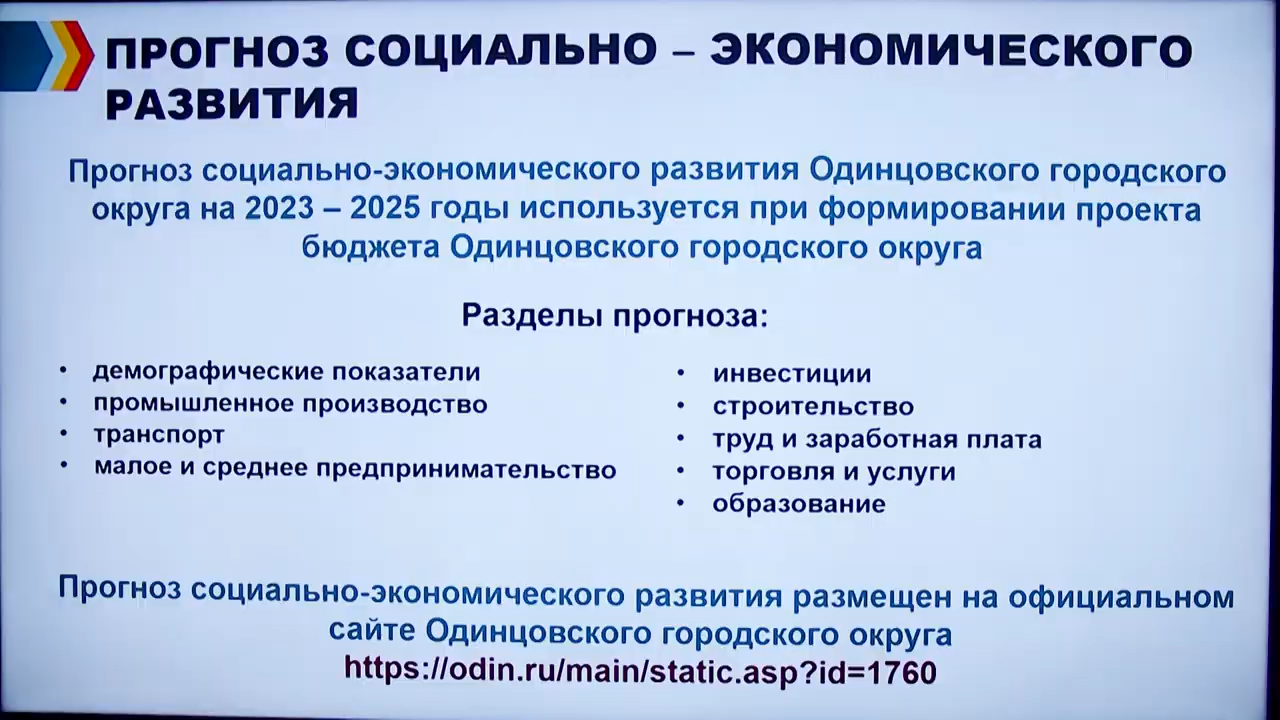 ПРОГНОЗ СОЦИАЛЬНО – ЭКОНОМИЧЕСКОГО
РАЗВИТИЯ
Прогноз социально-экономического развития Одинцовского городского
округа на 2023 – 2025 годы используется при формировании проекта
бюджета Одинцовского городского округа
Разделы прогноза:
• демографические показатели
• промышленное производство
• транспорт
• малое и среднее предпринимательство
• инвестиции
• строительство
• труд и заработная плата
• торговля и услуги
• образование
Прогноз социально-экономического развития размещен на официальном
сайте Одинцовского городского округа
https://odin.ru/main/static.asp?id=1760